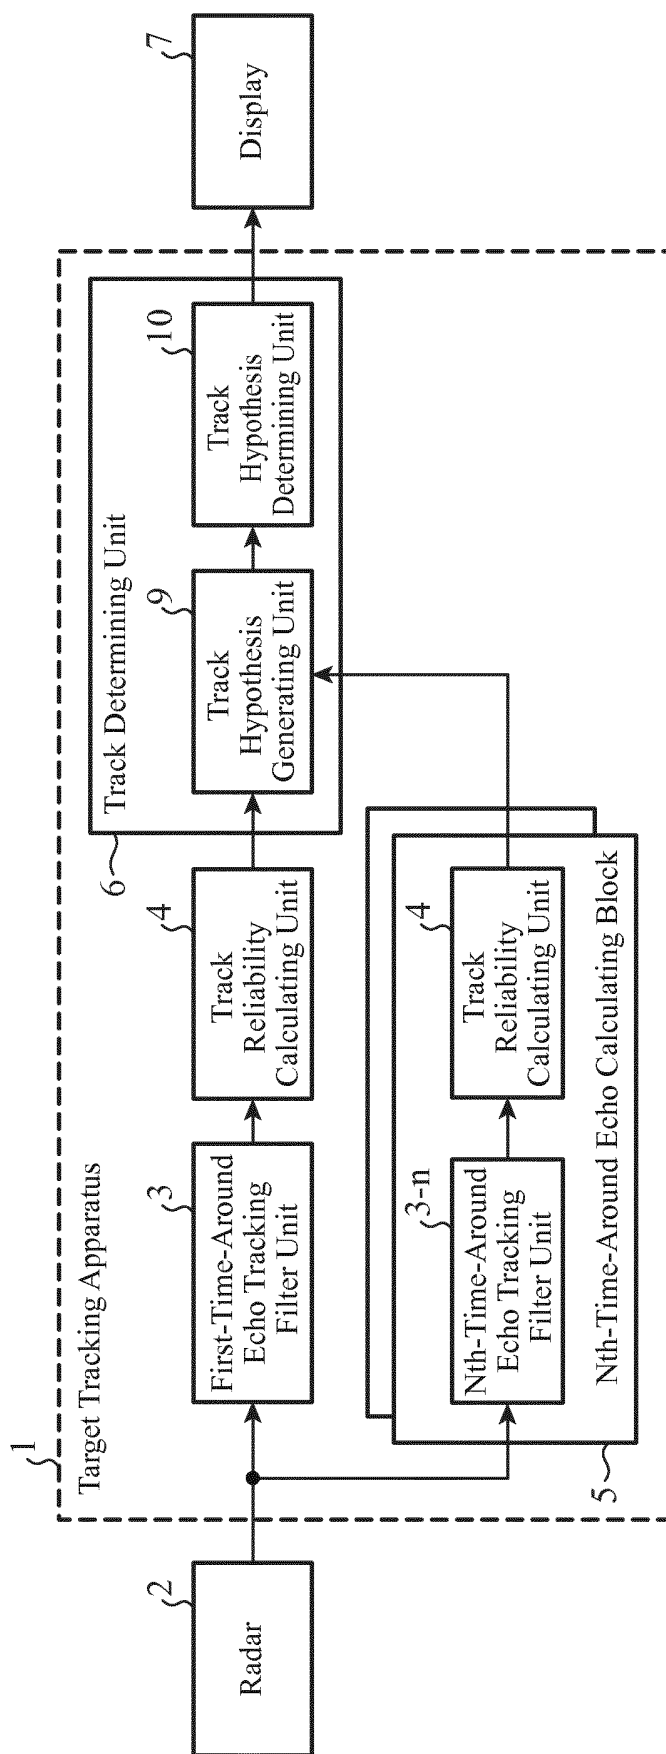 1
Target Tracking Apparatus
2
Radar
3
First-Time-Around
Echo Tracking
Filter Unit
4
Track
Reliability
Calculating Unit
6
Track Determining Unit
9
Track
Hypothesis
Generating Unit
10
Track
Hypothesis
Determining Unit
7
Display
5
3-n
Nth-Time-Around
Echo Tracking
Filter Unit
4
Track
Reliability
Calculating Unit
Nth-Time-Around Echo Calculating Block